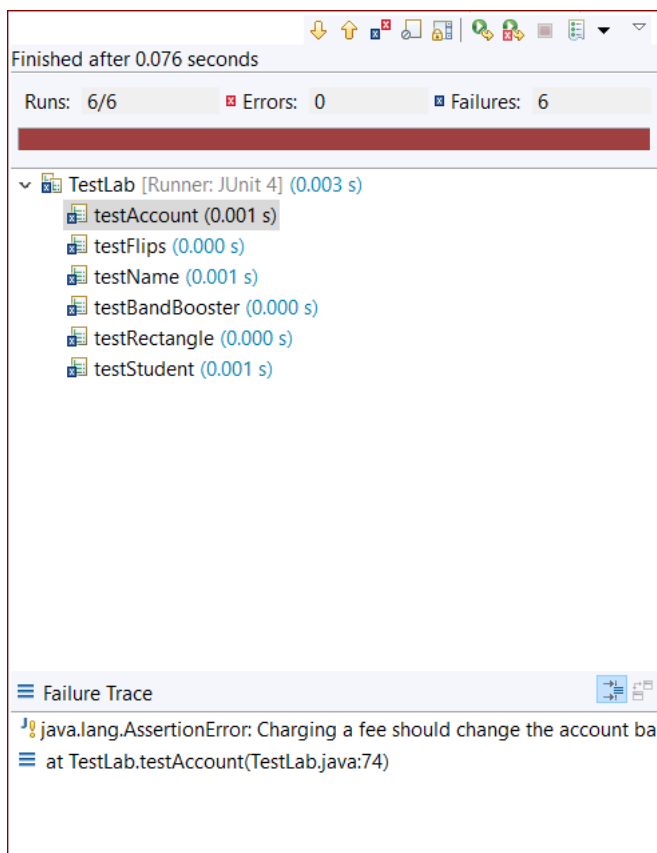 Finished after 0.076 seconds
Runs: 6/6 Errors: 0 Failures: 6
TestLab [Runner: JUnit 4] (0.003 s)
testAccount (0.001 s)
testFlips (0.000 s)
testName (0.001 s)
testBandBooster (0.000 s)
testRectangle (0.000 s)
testStudent (0.001 s)
Failure Trace
java.lang.AssertionError: Charging a fee should change the account ba
at TestLab.testAccount(TestLab.java:74)